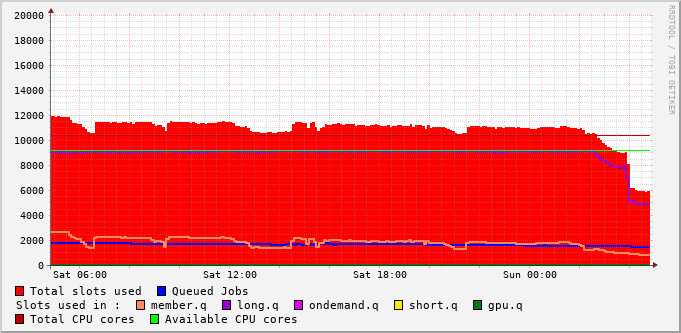 RRDTOOL / TOBI OETIKER
20000
18000
16000
14000
12000
10000
8000
6000
4000
2000
0
Sat 06:00 Sat 12:00 Sat 18:00 Sun 00:00
Total slots used Queued Jobs
Slots used in : member.q long.q ondemand.q short.q gpu.q
Total CPU cores Available CPU cores